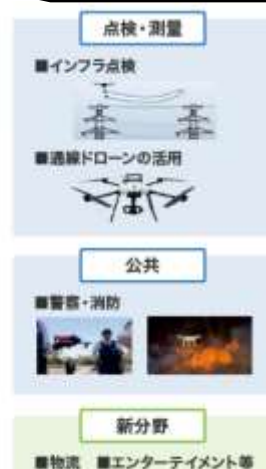 点検・測量
■インフラ点検
■通線ドローンの活用
公共
■警察・消防
新分野
■物流 ■エンターテイメント等